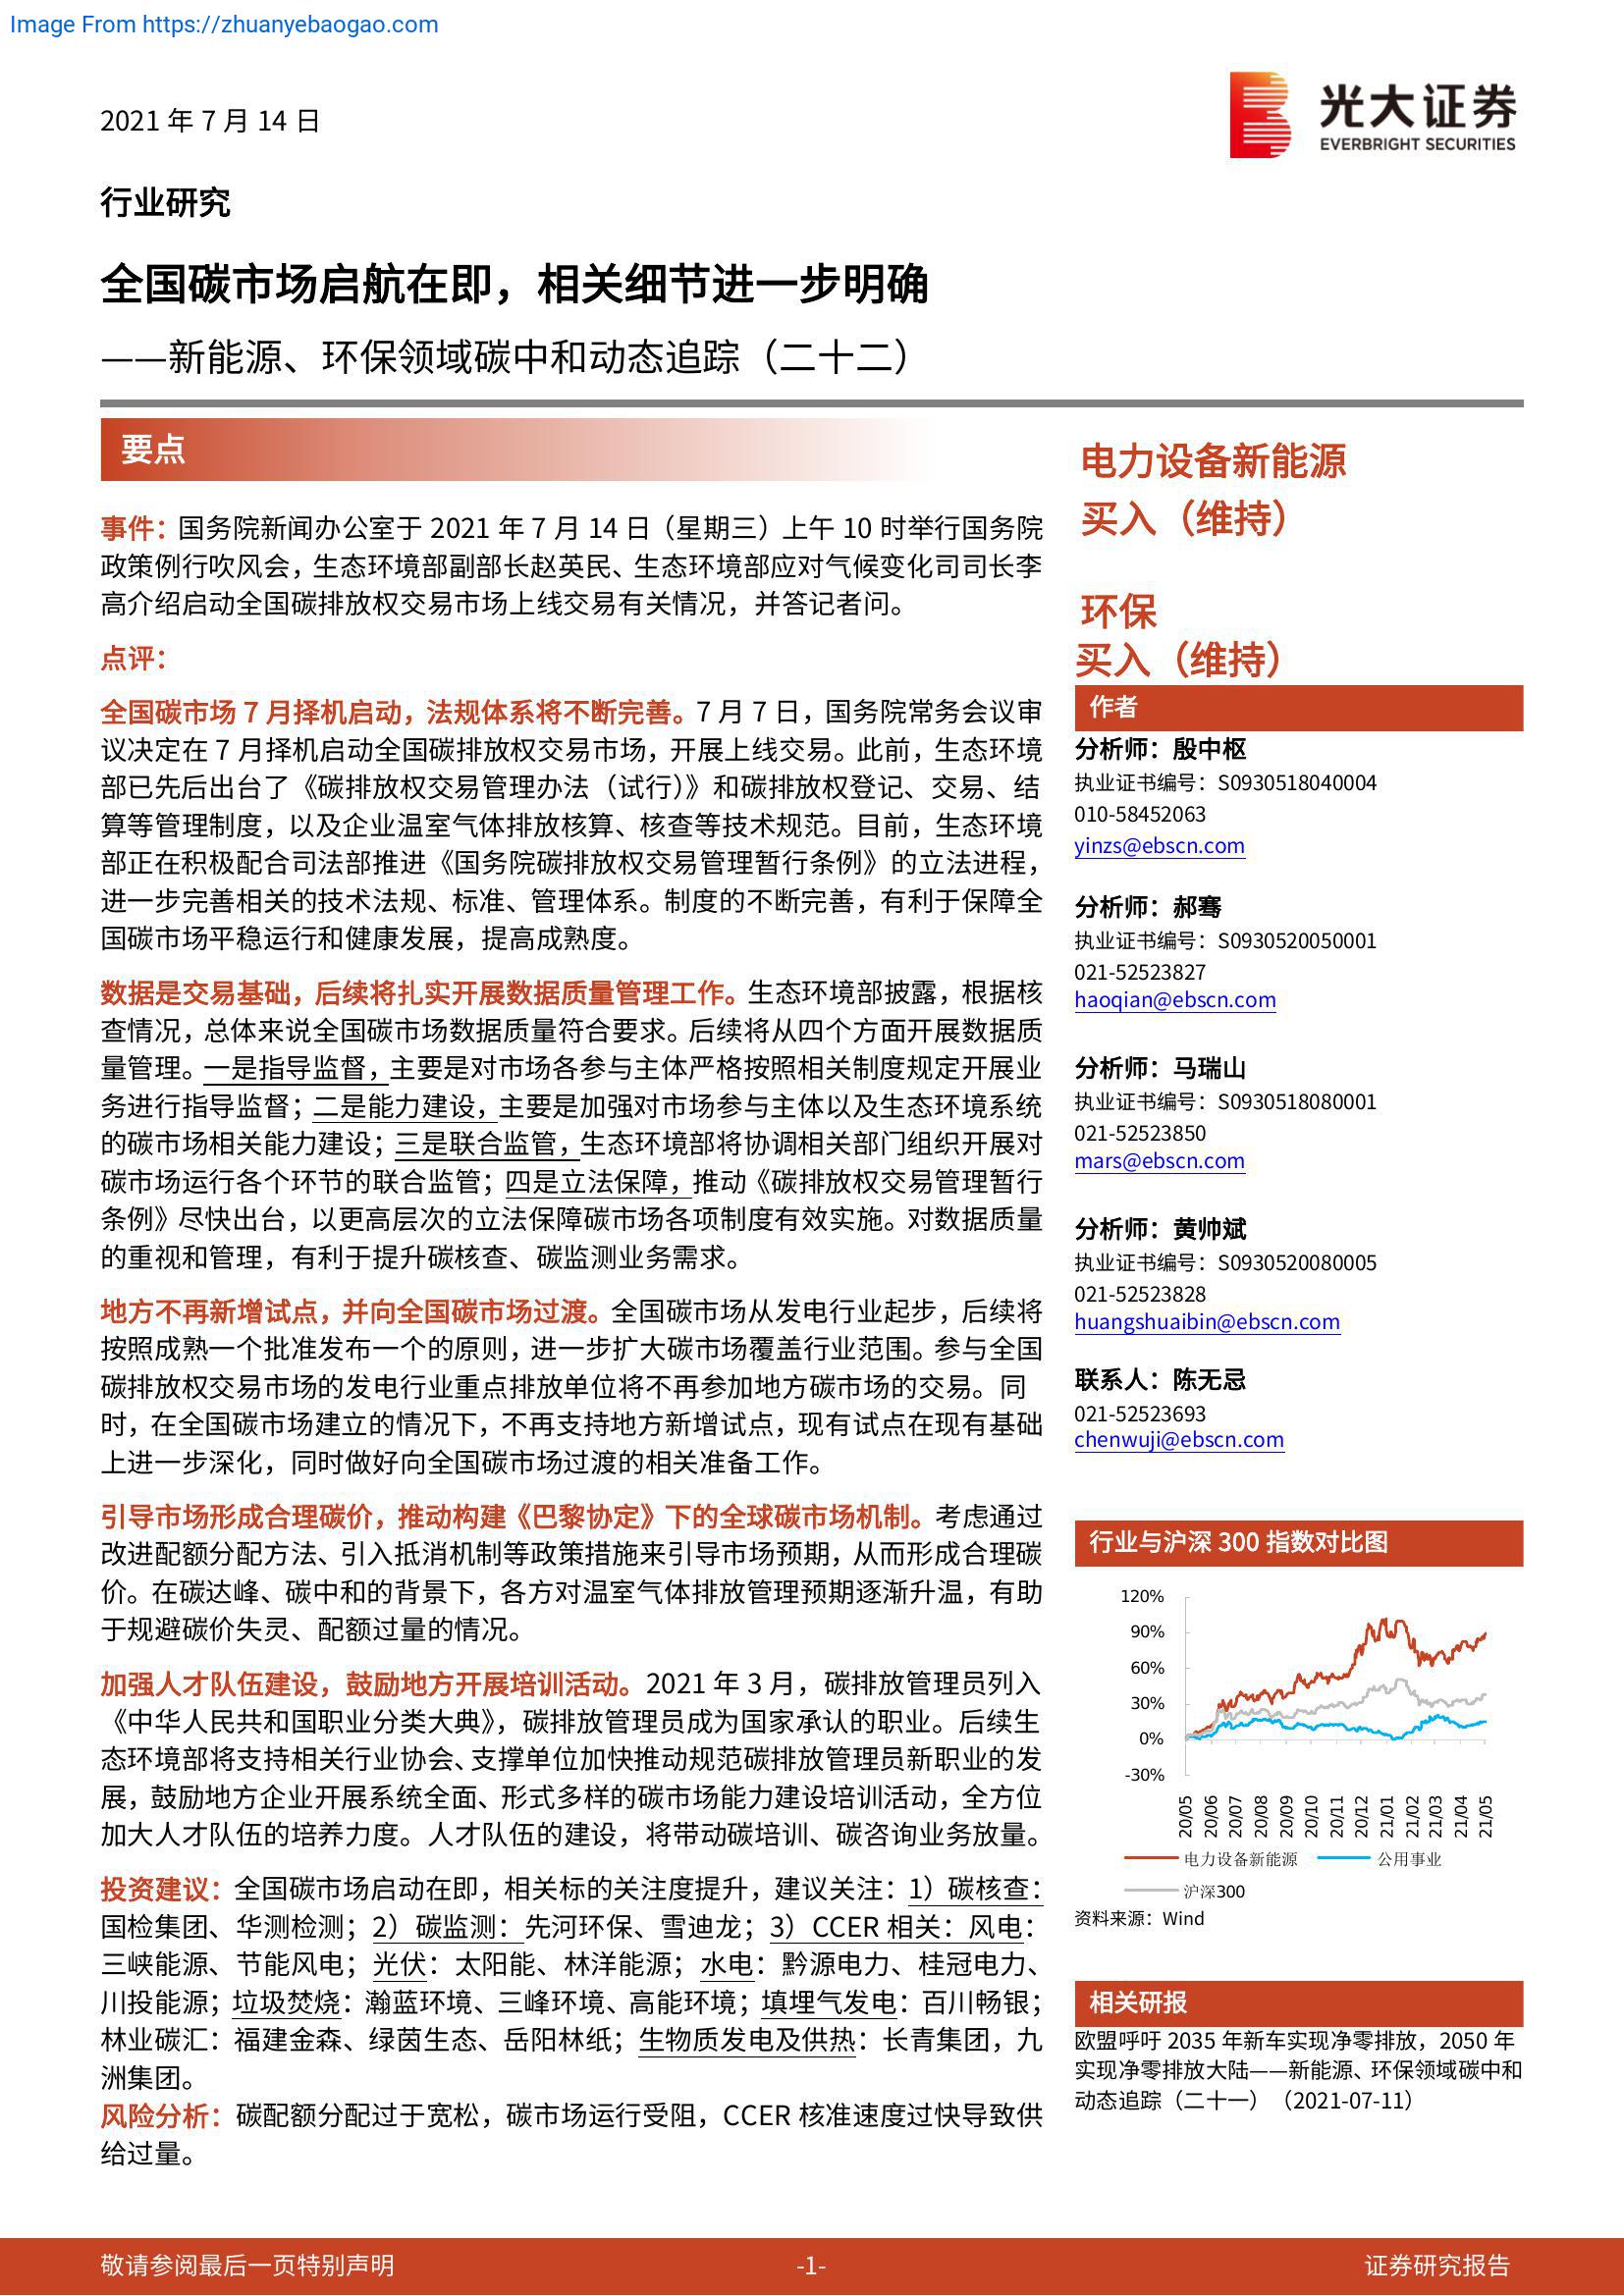 Image From https://zhuanyebaogao.com
2021 年 7 月 14 日
光大证券
EVERBRIGHT SECURITIES
行业研究
全国碳市场启航在即，相关细节进一步明确
——新能源、环保领域碳中和动态追踪（二十二）
要点
事件：国务院新闻办公室于 2021 年 7 月 14 日（星期三）上午 10 时举行国务院
政策例行吹风会，生态环境部副部长赵英民、生态环境部应对气候变化司司长李
高介绍启动全国碳排放权交易市场上线交易有关情况，并答记者问。
点评：
全国碳市场 7 月择机启动，法规体系将不断完善。7 月 7 日，国务院常务会议审
议决定在 7 月择机启动全国碳排放权交易市场，开展上线交易。此前，生态环境
部已先后出台了《碳排放权交易管理办法（试行）》和碳排放权登记、交易、结
算等管理制度，以及企业温室气体排放核算、核查等技术规范。目前，生态环境
部正在积极配合司法部推进《国务院碳排放权交易管理暂行条例》的立法进程，
进一步完善相关的技术法规、标准、管理体系。制度的不断完善，有利于保障全
国碳市场平稳运行和健康发展，提高成熟度。
数据是交易基础，后续将扎实开展数据质量管理工作。生态环境部披露，根据核
查情况，总体来说全国碳市场数据质量符合要求。后续将从四个方面开展数据质
量管理。一是指导监督，主要是对市场各参与主体严格按照相关制度规定开展业
务进行指导监督；二是能力建设，主要是加强对市场参与主体以及生态环境系统
的碳市场相关能力建设；三是联合监管，生态环境部将协调相关部门组织开展对
碳市场运行各个环节的联合监管；四是立法保障，推动《碳排放权交易管理暂行
条例》尽快出台，以更高层次的立法保障碳市场各项制度有效实施。对数据质量
的重视和管理，有利于提升碳核查、碳监测业务需求。
地方不再新增试点，并向全国碳市场过渡。全国碳市场从发电行业起步，后续将
按照成熟一个批准发布一个的原则，进一步扩大碳市场覆盖行业范围。参与全国
碳排放权交易市场的发电行业重点排放单位将不再参加地方碳市场的交易。同
时，在全国碳市场建立的情况下，不再支持地方新增试点，现有试点在现有基础
上进一步深化，同时做好向全国碳市场过渡的相关准备工作。
引导市场形成合理碳价，推动构建《巴黎协定》下的全球碳市场机制。考虑通过
改进配额分配方法、引入抵消机制等政策措施来引导市场预期，从而形成合理碳
价。在碳达峰、碳中和的背景下，各方对温室气体排放管理预期逐渐升温，有助
于规避碳价失灵、配额过量的情况。
加强人才队伍建设，鼓励地方开展培训活动。2021 年 3 月，碳排放管理员列入
《中华人民共和国职业分类大典》，碳排放管理员成为国家承认的职业。后续生
态环境部将支持相关行业协会、支撑单位加快推动规范碳排放管理员新职业的发
展，鼓励地方企业开展系统全面、形式多样的碳市场能力建设培训活动，全方位
加大人才队伍的培养力度。人才队伍的建设，将带动碳培训、碳咨询业务放量。
投资建议：全国碳市场启动在即，相关标的关注度提升，建议关注：1）碳核查：
国检集团、华测检测；2）碳监测：先河环保、雪迪龙；3）CCER 相关：风电：
三峡能源、节能风电；光伏：太阳能、林洋能源；水电：黔源电力、桂冠电力、
川投能源；垃圾焚烧：瀚蓝环境、三峰环境、高能环境；填埋气发电：百川畅银；
林业碳汇：福建金森、绿茵生态、岳阳林纸；生物质发电及供热：长青集团，九
洲集团。
风险分析：碳配额分配过于宽松，碳市场运行受阻，CCER 核准速度过快导致供
给过量。
电力设备新能源
买入（维持）
环保
买入（维持）
作者
分析师：殷中枢
执业证书编号：S0930518040004
010-58452063
yinzs@ebscn.com
分析师：郝骞
执业证书编号：S0930520050001
021-52523827
haoqian@ebscn.com
分析师：马瑞山
执业证书编号：S0930518080001
021-52523850
mars@ebscn.com
分析师：黄帅斌
执业证书编号：S0930520080005
021-52523828
huangshuaibin@ebscn.com
联系人：陈无忌
021-52523693
chenwuji@ebscn.com
行业与沪深 300 指数对比图
120%
90%
60%
30%
0%
-30%
20/05 20/06 20/07 20/08 20/09 20/10 20/11 20/12 21/01 21/02 21/03 21/04 21/05
电力设备新能源 公用事业
沪深300
资料来源：Wind
相关研报
欧盟呼吁 2035 年新车实现净零排放，2050 年
实现净零排放大陆——新能源、环保领域碳中和
动态追踪（二十一）（2021-07-11）
敬请参阅最后一页特别声明
-1-
证券研究报告